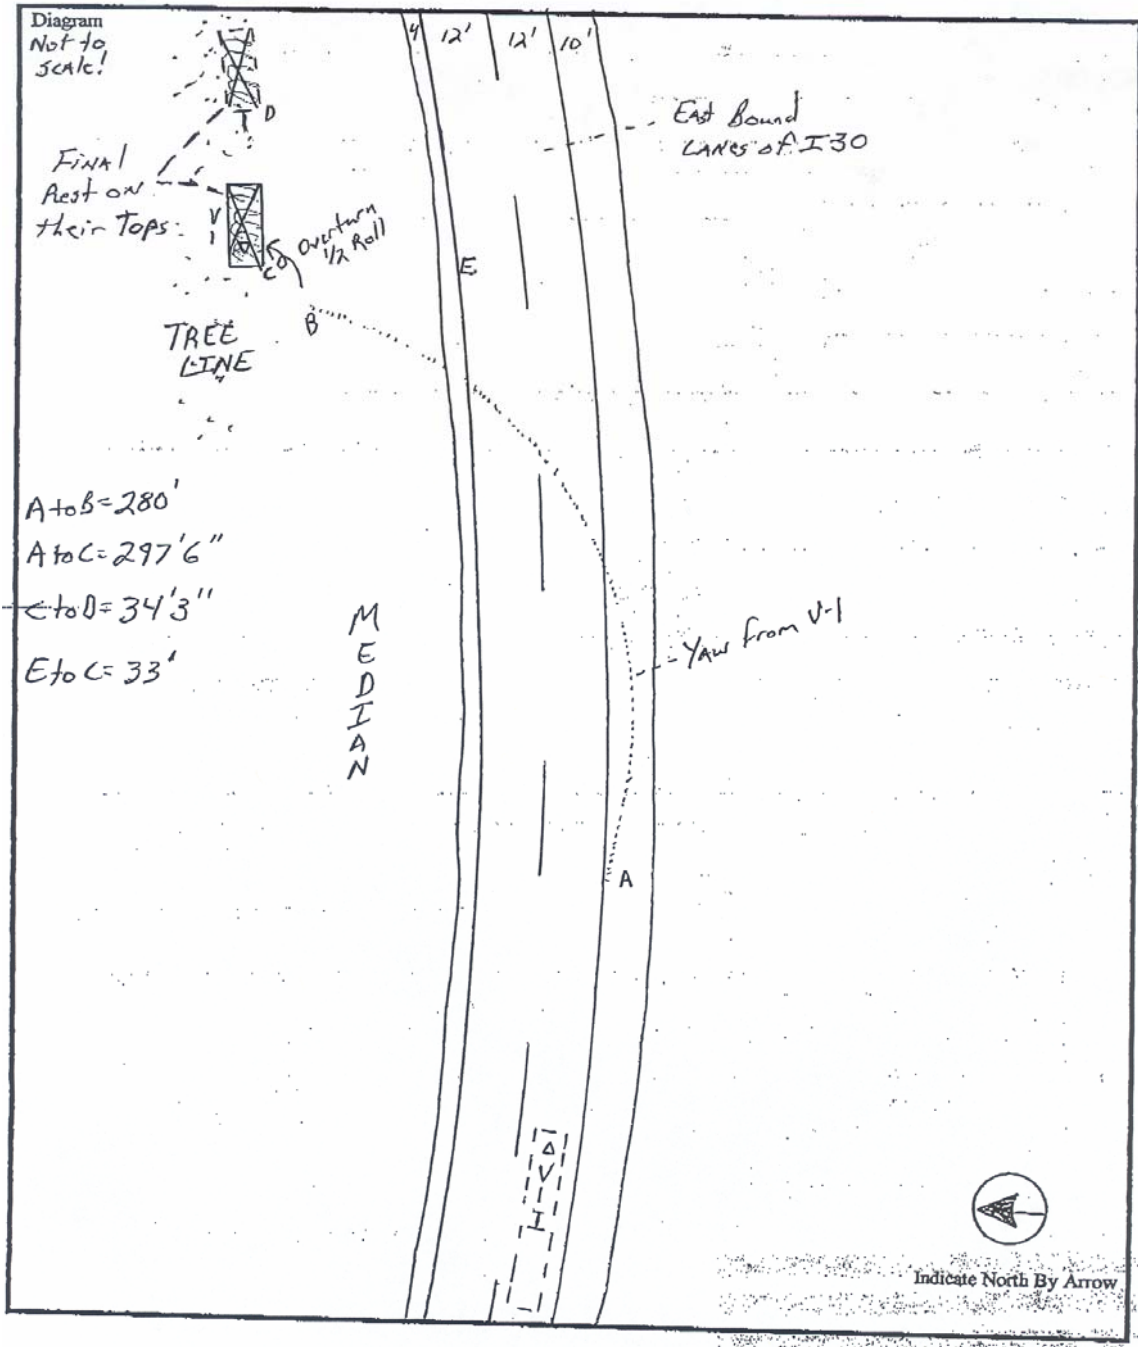 Diagram
Not to
scale!
4 12' 12' 10'
East Bound
LANes of I30
T D
FiNAl
Rest on
their Tops:
V
1
C
Overturn
1/2 Roll
E
B
TREE
LINE
A to B = 280'
A to C = 297'6"
C to D = 34'3"
E to C = 33'
MEDIAN
YAW from V-1
A
V
1
Indicate North By Arrow